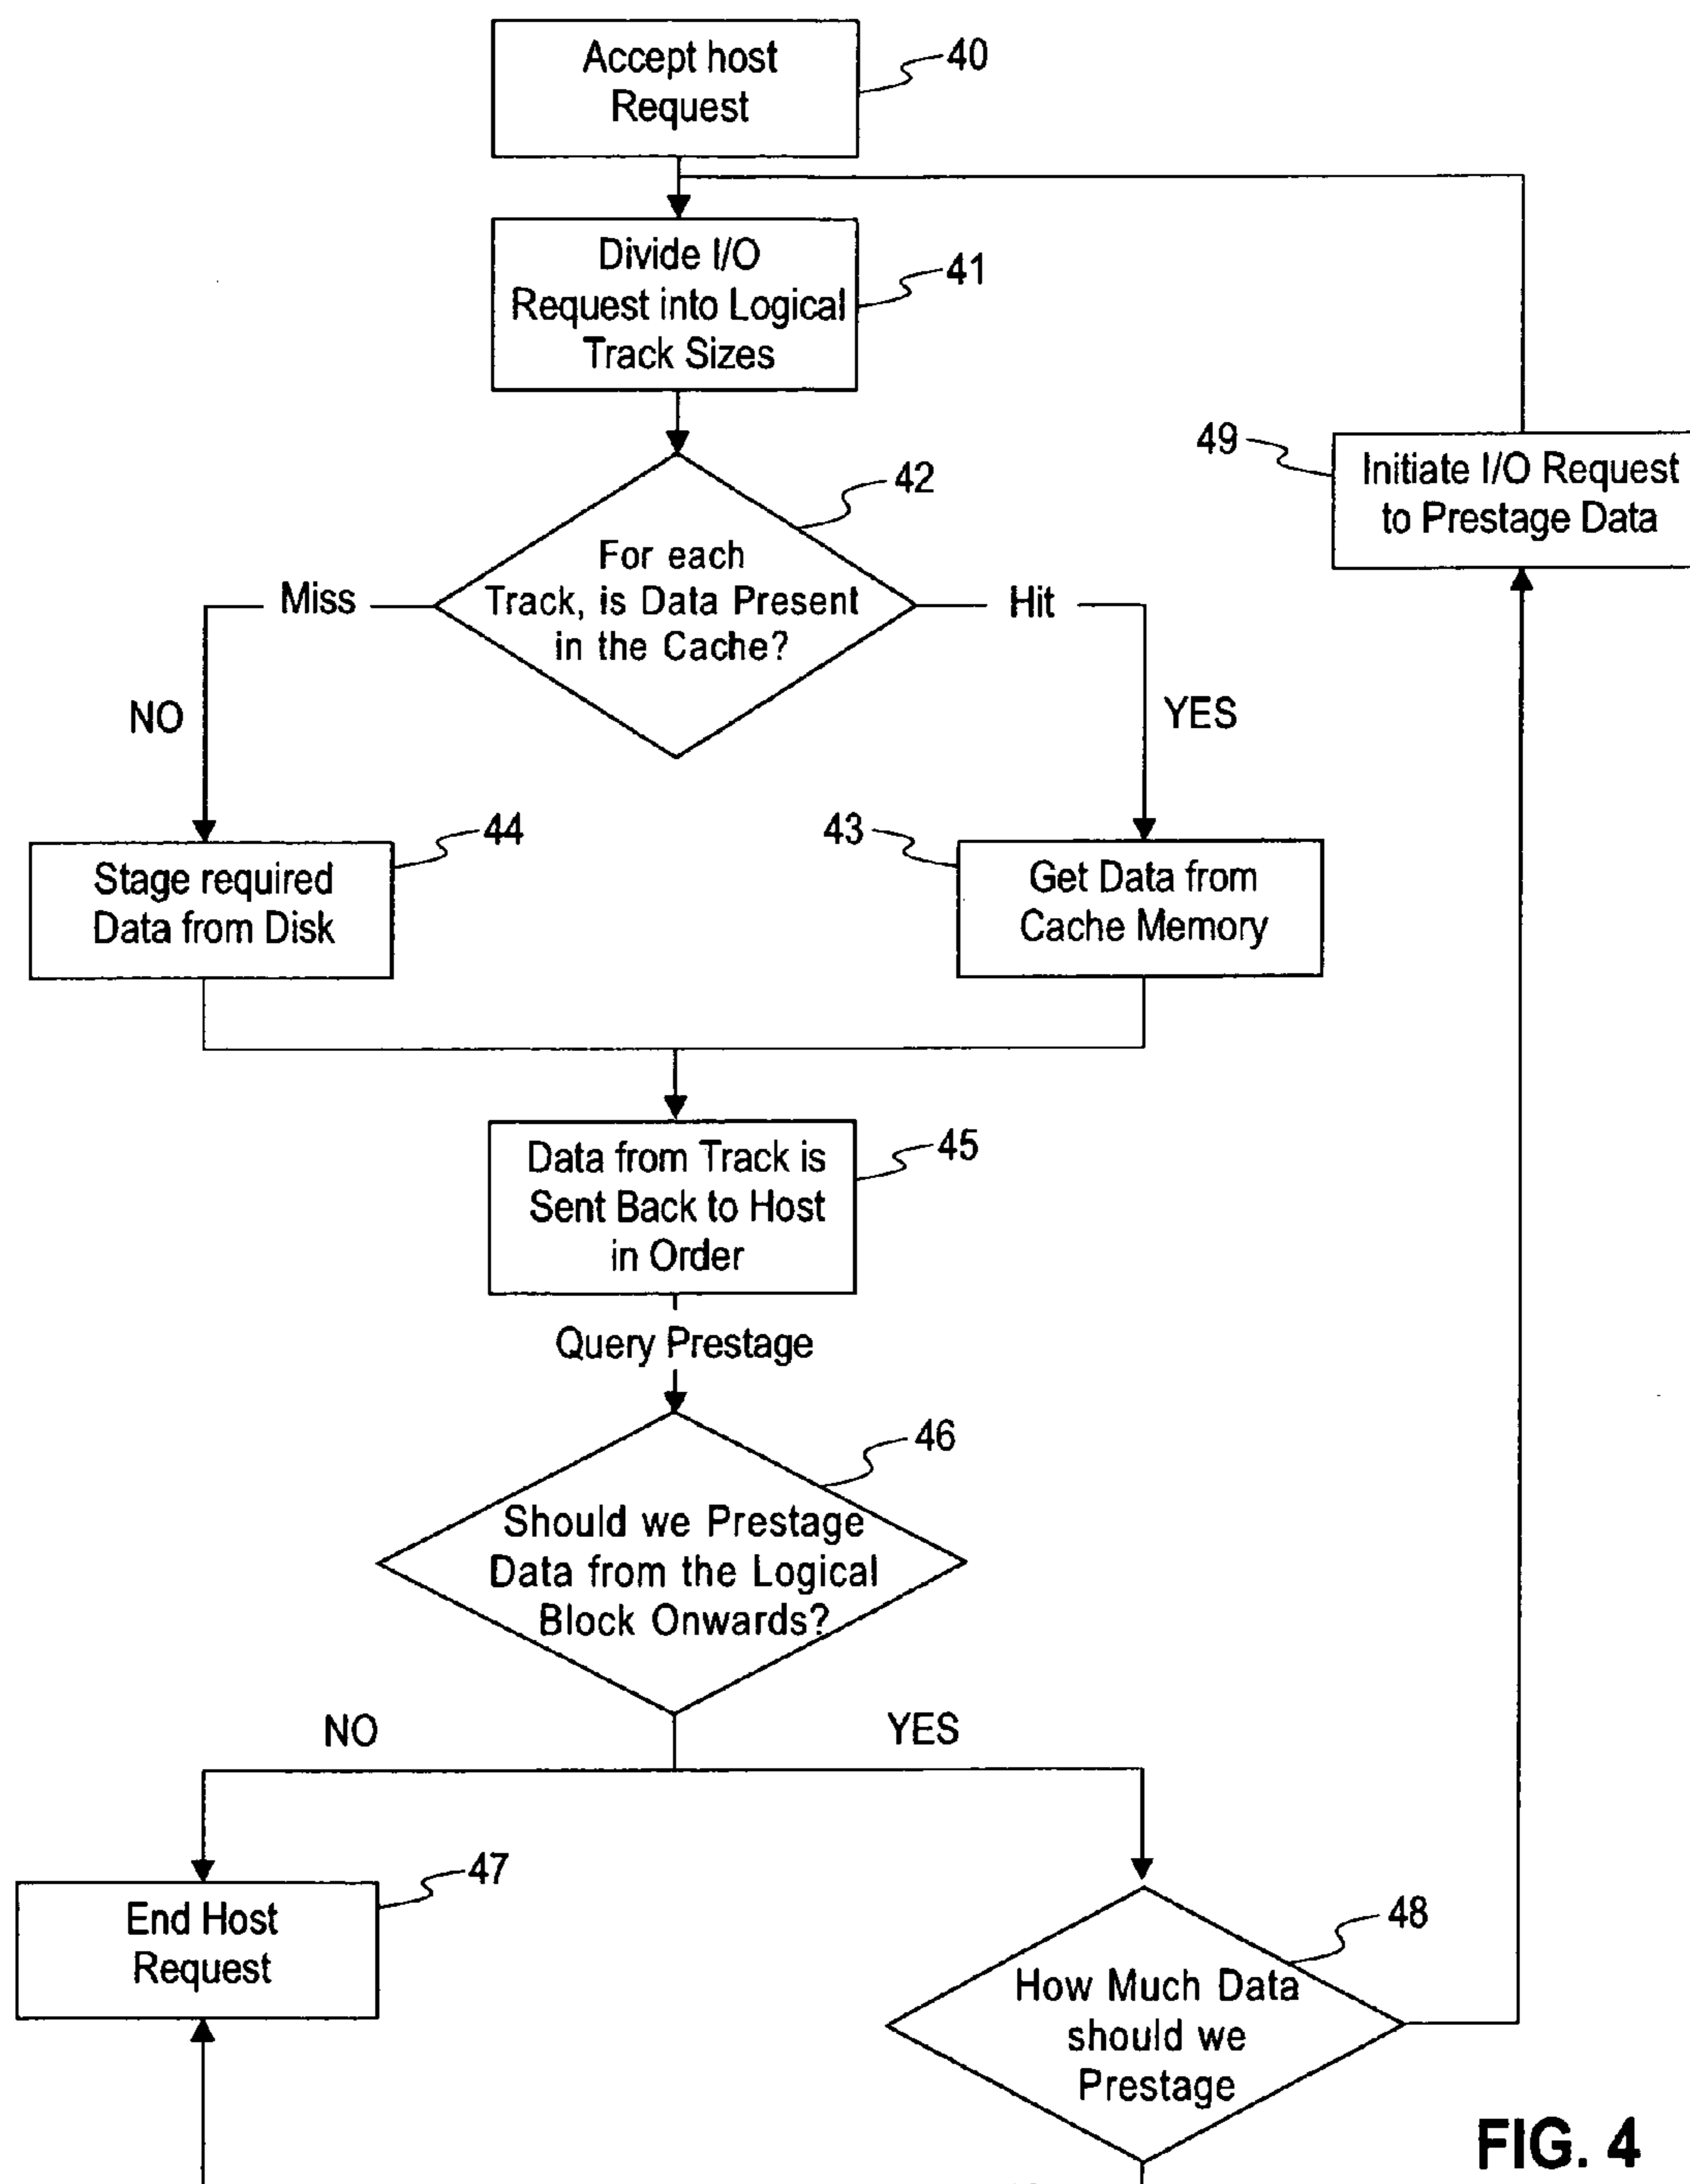 Accept host
Request
40
Divide I/O
Request into Logical
Track Sizes
41
49
Initiate I/O Request
to Prestage Data
42
For each
Track, is Data Present
in the Cache?
Miss
Hit
NO
YES
44
Stage required
Data from Disk
43
Get Data from
Cache Memory
45
Data from Track is
Sent Back to Host
in Order
Query Prestage
46
Should we Prestage
Data from the Logical
Block Onwards?
NO
YES
47
End Host
Request
48
How Much Data
should we
Prestage
FIG. 4